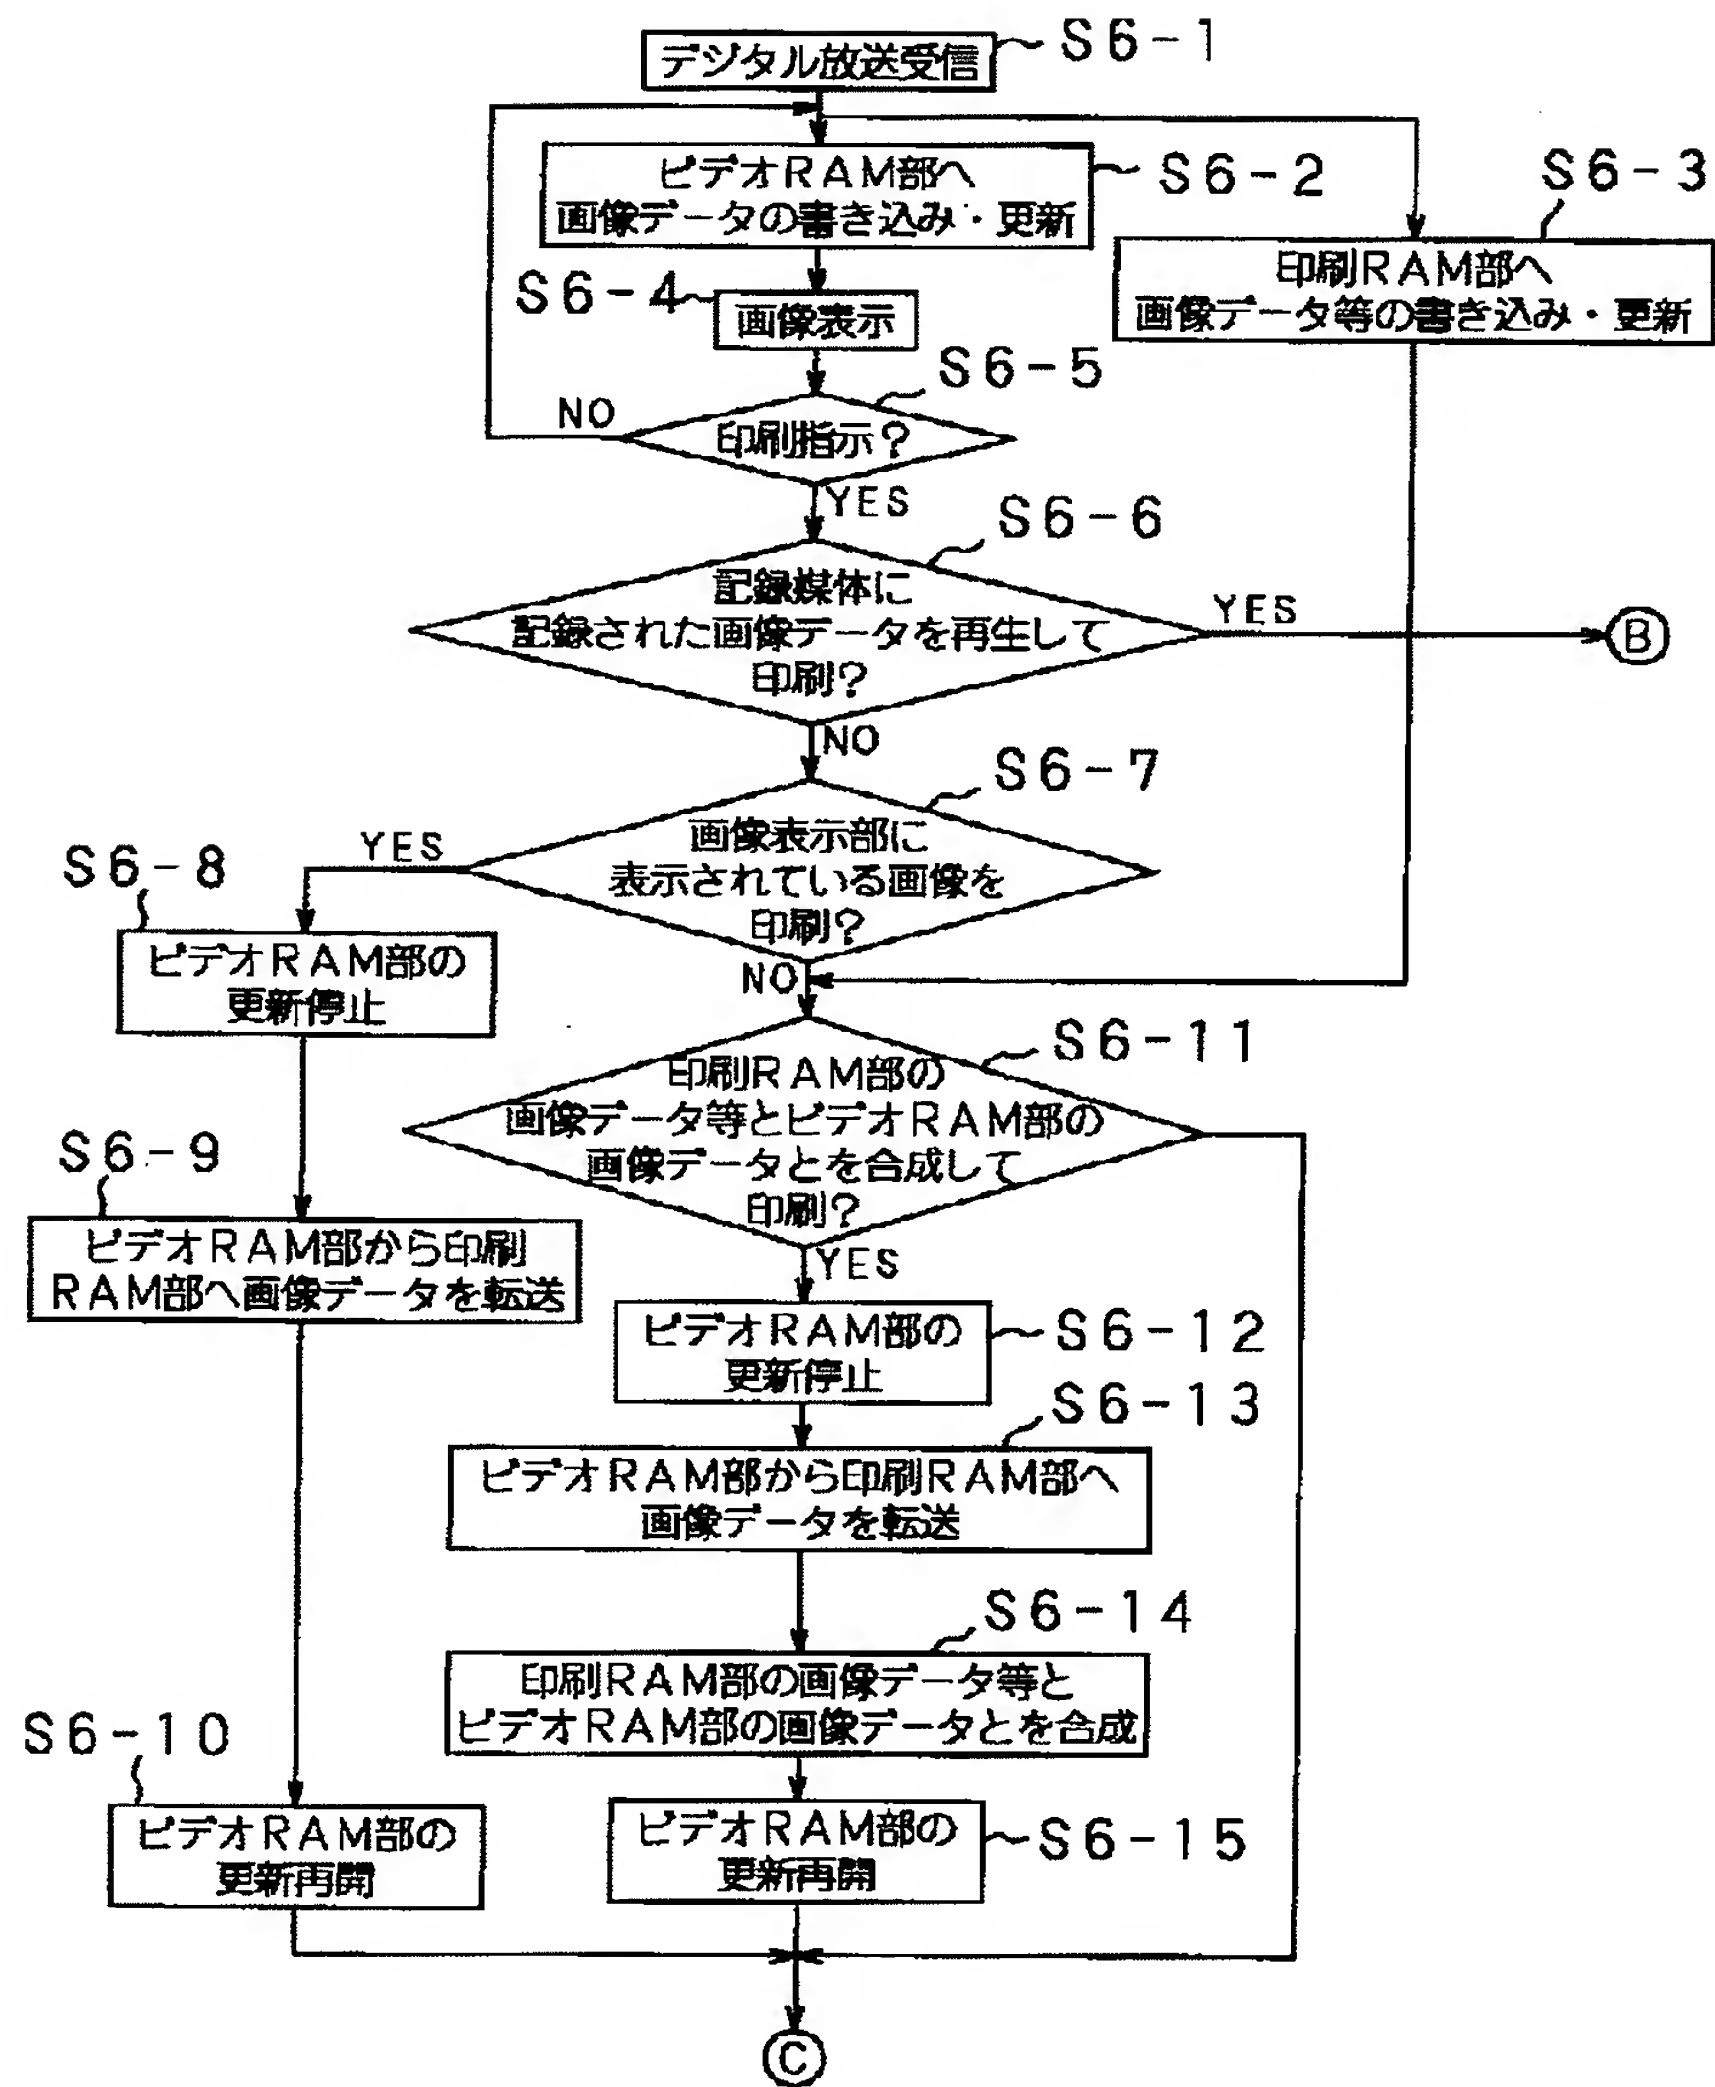 デジタル放送受信
S6-1
ビデオRAM部へ
画像データの書き込み・更新
S6-2
S6-3
印刷RAM部へ
画像データ等の書き込み・更新
S6-4
画像表示
S6-5
印刷指示?
NO
YES
S6-6
記録媒体に
記録された画像データを再生して
印刷?
YES
B
NO
S6-7
画像表示部に
表示されている画像を
印刷?
YES
NO
S6-8
ビデオRAM部の
更新停止
S6-9
ビデオRAM部から印刷
RAM部へ画像データを転送
S6-10
ビデオRAM部の
更新再開
S6-11
印刷RAM部の
画像データ等とビデオRAM部の
画像データとを合成して
印刷?
YES
ビデオRAM部の
更新停止
S6-12
S6-13
ビデオRAM部から印刷RAM部へ
画像データを転送
S6-14
印刷RAM部の画像データ等と
ビデオRAM部の画像データとを合成
ビデオRAM部の
更新再開
S6-15
C